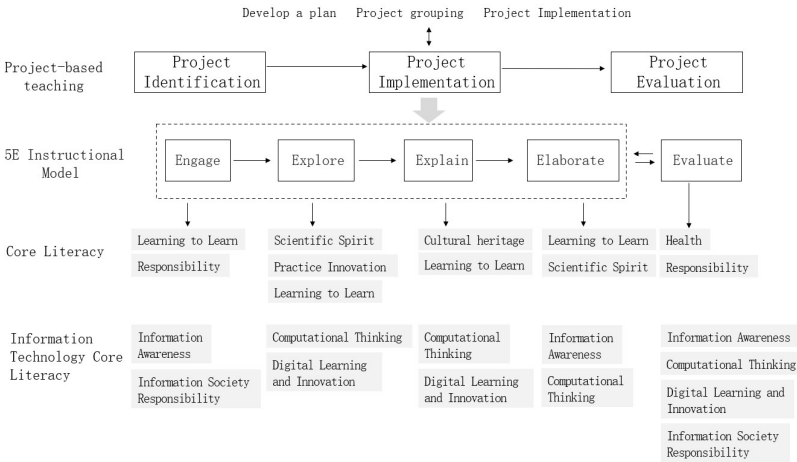 Develop a plan Project grouping Project Implementation
Project-based
teaching
Project
Identification
Project
Implementation
Project
Evaluation
5E Instructional
Model
Engage
Explore
Explain
Elaborate
Evaluate
Core Literacy
Learning to Learn
Responsibility
Scientific Spirit
Practice Innovation
Learning to Learn
Cultural heritage
Learning to Learn
Learning to Learn
Scientific Spirit
Health
Responsibility
Information
Technology Core
Literacy
Information
Awareness
Information Society
Responsibility
Computational Thinking
Digital Learning
and Innovation
Computational
Thinking
Digital Learning
and Innovation
Information
Awareness
Computational
Thinking
Information Awareness
Computational Thinking
Digital Learning and
Innovation
Information Society
Responsibility